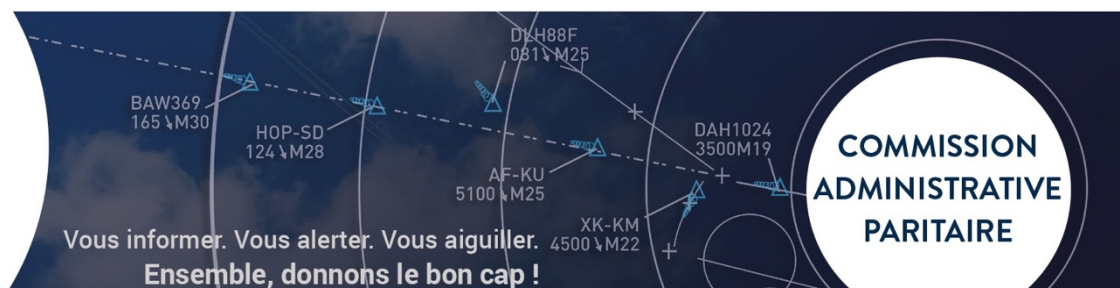 DLH88F
081↘M25
BAW369
165↘M30
HOP-SD
124↘M28
DAH1024
3500M19
AF-KU
5100↘M25
XK-KM
4500↘M22
Vous informer. Vous alerter. Vous aiguiller.
Ensemble, donnons le bon cap !
COMMISSION
ADMINISTRATIVE
PARITAIRE